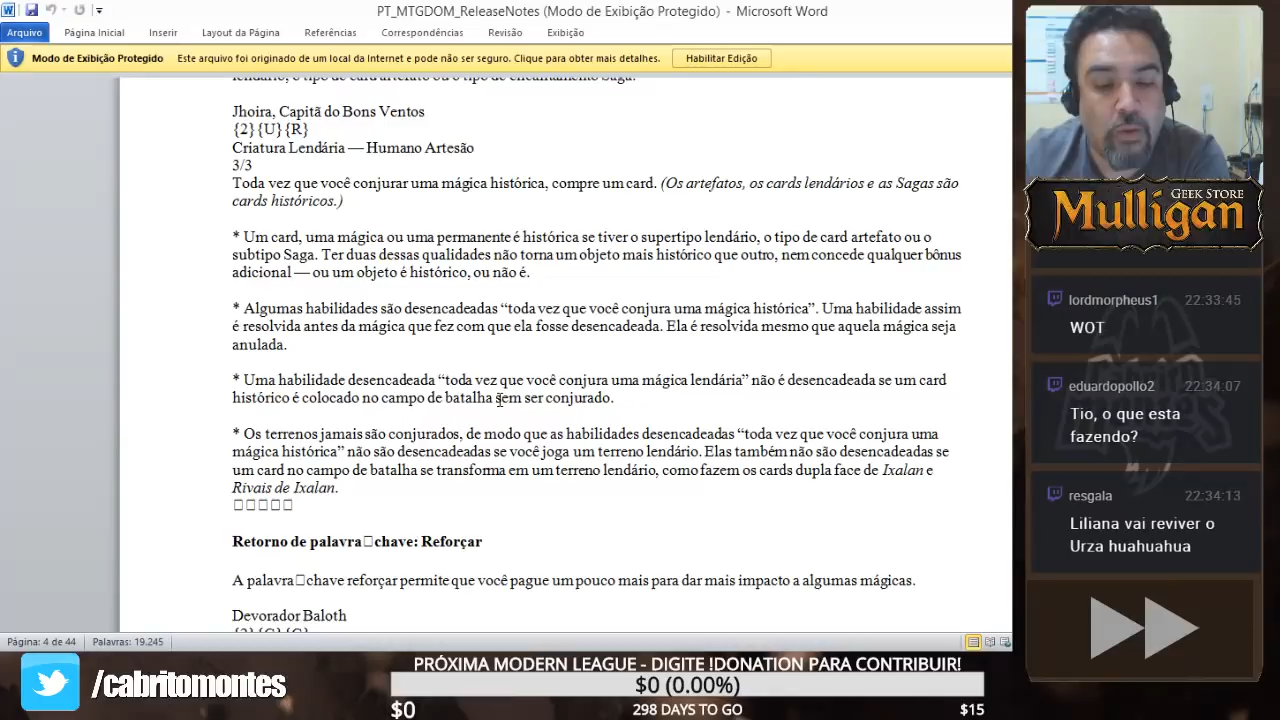 PT_MTGDOM_ReleaseNotes (Modo de Exibição Protegido) - Microsoft Word
Arquivo Página Inicial Inserir Layout da Página Referências Correspondências Revisão Exibição
Modo de Exibição Protegido Este arquivo foi originado de um local da Internet e pode não ser seguro. Clique para obter mais detalhes. Habilitar Edição
lendário, o tipo de card artefato ou o tipo de encantamento Saga.
Jhoira, Capitã do Bons Ventos
{2}{U}{R}
Criatura Lendária — Humano Artesão
3/3
Toda vez que você conjurar uma mágica histórica, compre um card. (Os artefatos, os cards lendários e as Sagas são
cards históricos.)
* Um card, uma mágica ou uma permanente é histórica se tiver o supertipo lendário, o tipo de card artefato ou o
subtipo Saga. Ter duas dessas qualidades não torna um objeto mais histórico que outro, nem concede qualquer bônus
adicional — ou um objeto é histórico, ou não é.
* Algumas habilidades são desencadeadas “toda vez que você conjura uma mágica histórica”. Uma habilidade assim
é resolvida antes da mágica que fez com que ela fosse desencadeada. Ela é resolvida mesmo que aquela mágica seja
anulada.
* Uma habilidade desencadeada “toda vez que você conjura uma mágica lendária” não é desencadeada se um card
histórico é colocado no campo de batalha sem ser conjurado.
* Os terrenos jamais são conjurados, de modo que as habilidades desencadeadas “toda vez que você conjura uma
mágica histórica” não são desencadeadas se você joga um terreno lendário. Elas também não são desencadeadas se
um card no campo de batalha se transforma em um terreno lendário, como fazem os cards dupla face de Ixalan e
Rivais de Ixalan.
Retorno de palavra□chave: Reforçar
A palavra□chave reforçar permite que você pague um pouco mais para dar mais impacto a algumas mágicas.
Devorador Baloth
Página: 4 de 44 Palavras: 19.245
GEEK STORE
Mulligan
lordmorpheus1 22:33:45
WOT
eduardopollo2 22:34:07
Tio, o que esta
fazendo?
resgala 22:34:13
Liliana vai reviver o
Urza huahuahua
/cabritomontes
PRÓXIMA MODERN LEAGUE - DIGITE !DONATION PARA CONTRIBUIR!
$0 (0.00%)
$0 298 DAYS TO GO $15